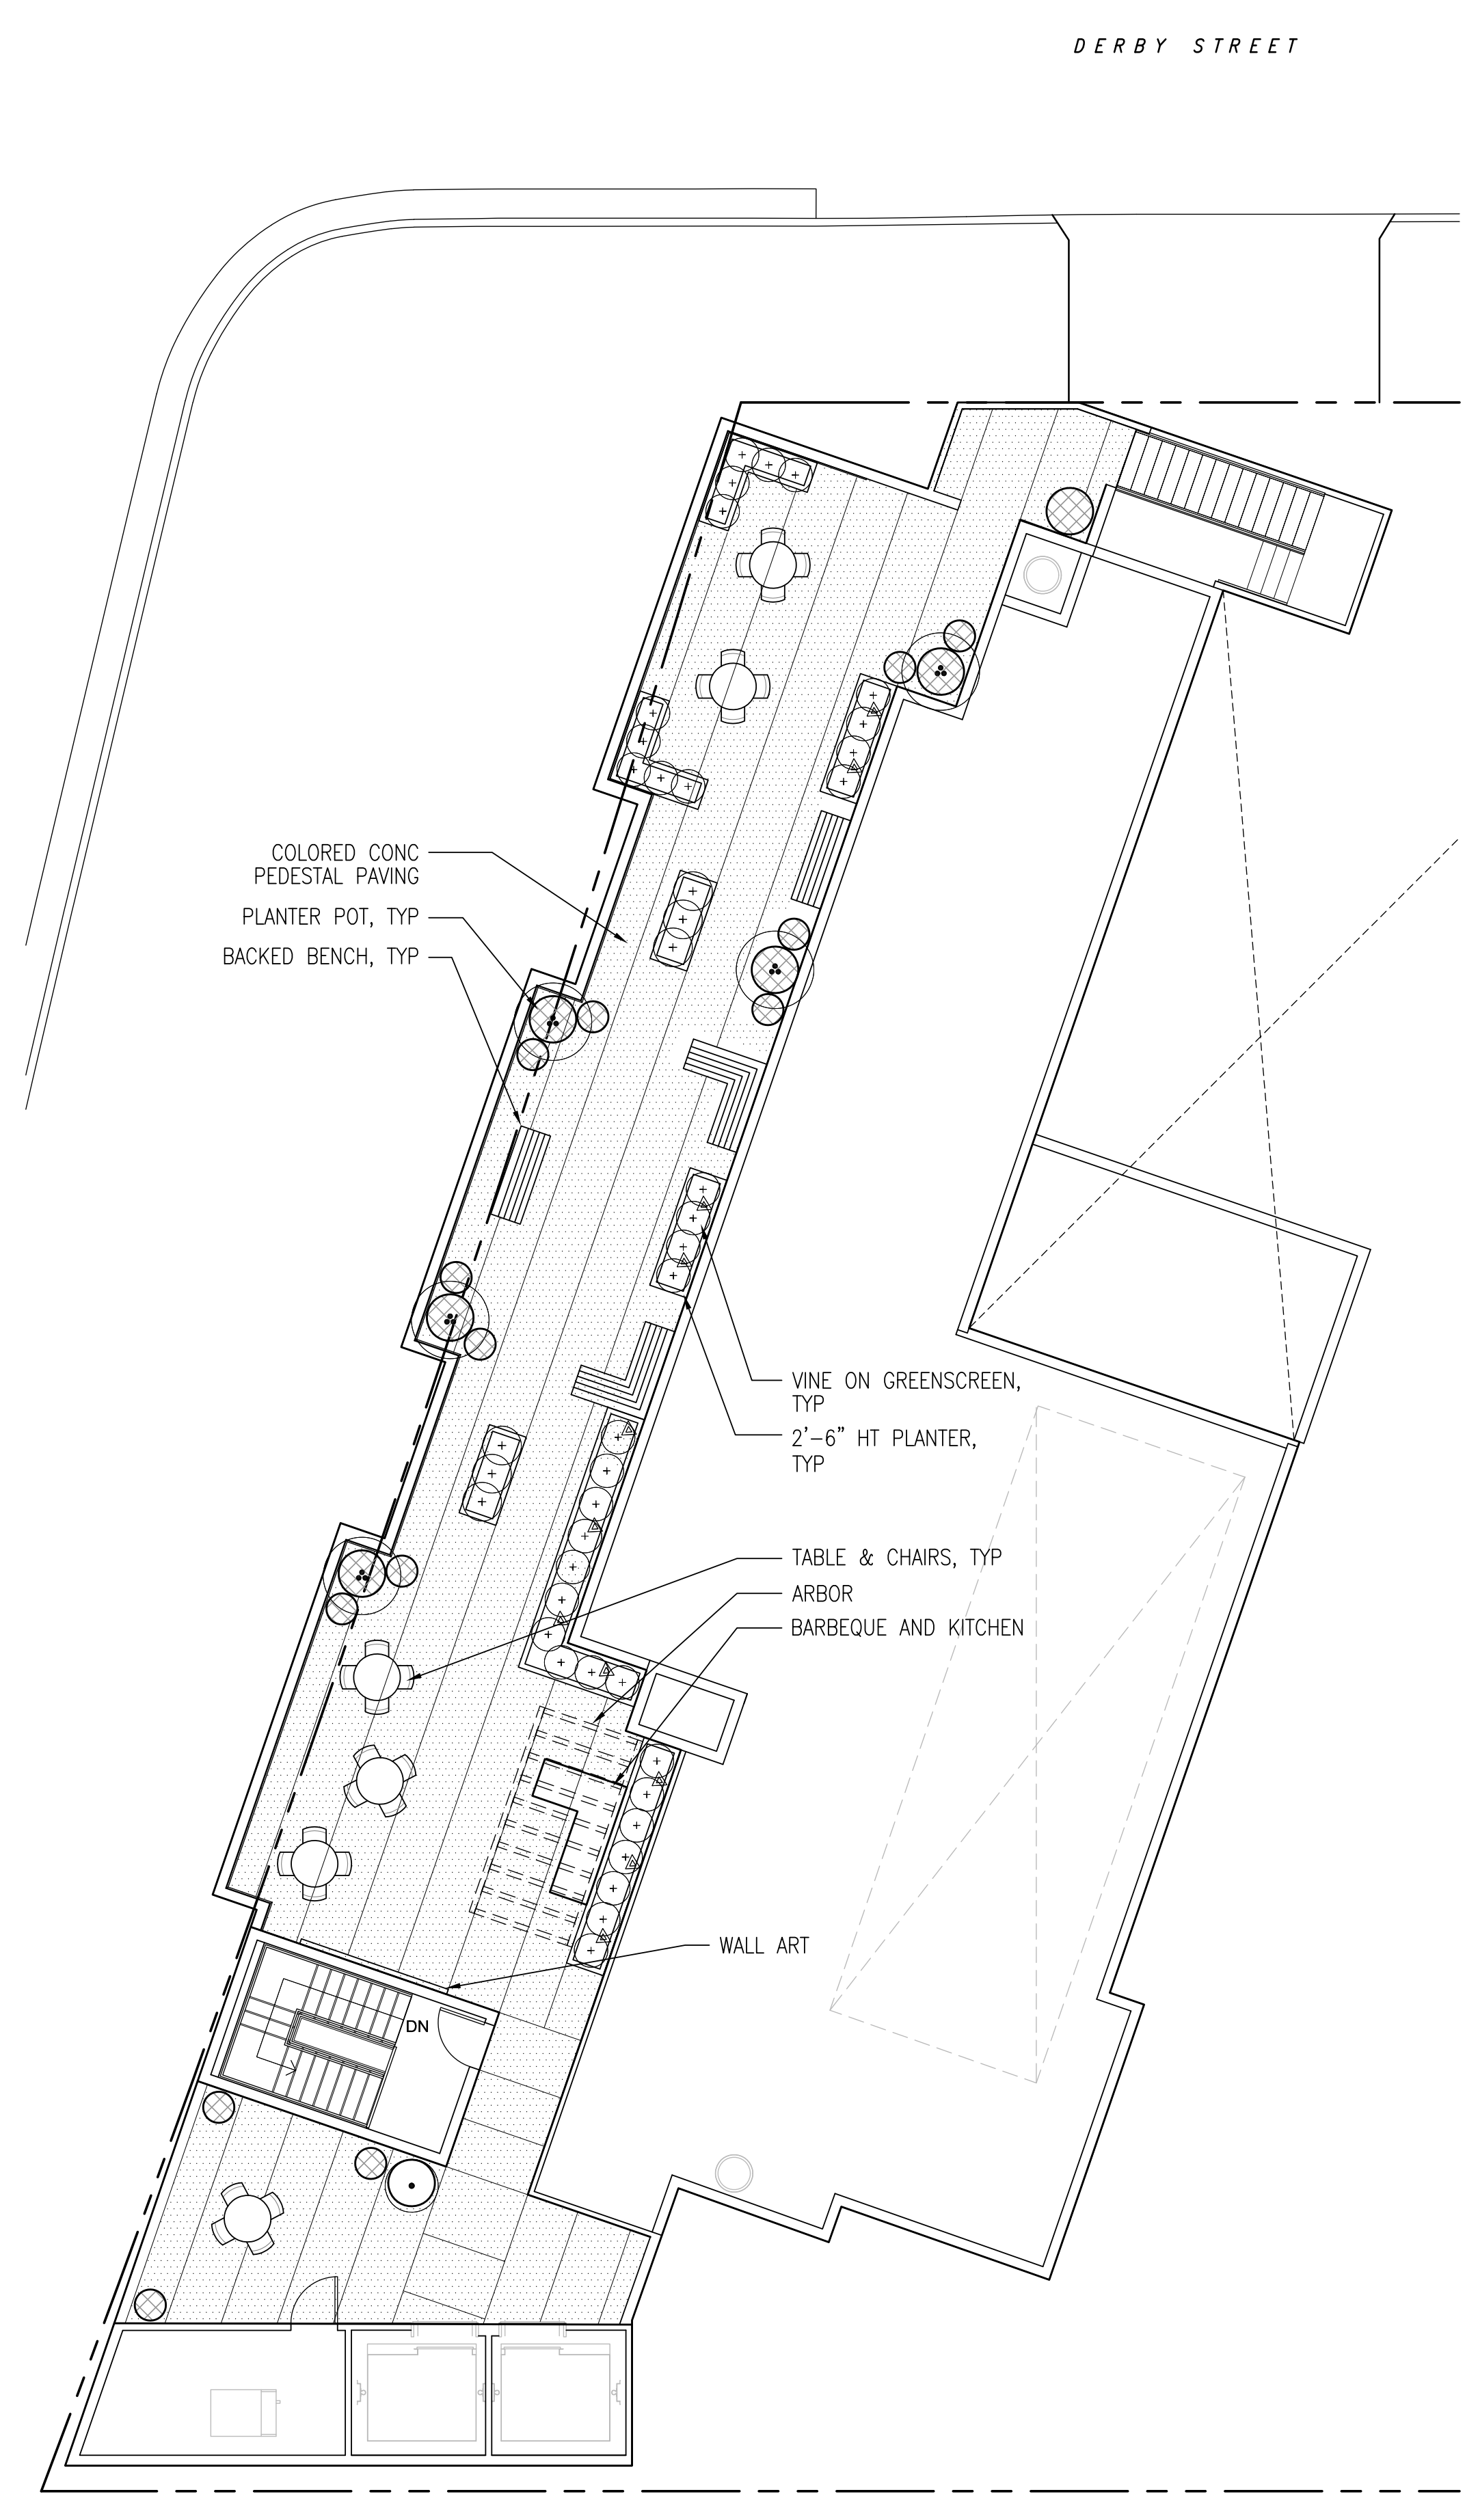 DERBY STREET
COLORED CONC
PEDESTAL PAVING
PLANTER POT, TYP
BACKED BENCH, TYP
VINE ON GREENSCREEN,
TYP
2'-6" HT PLANTER,
TYP
TABLE & CHAIRS, TYP
ARBOR
BARBEQUE AND KITCHEN
WALL ART
DN